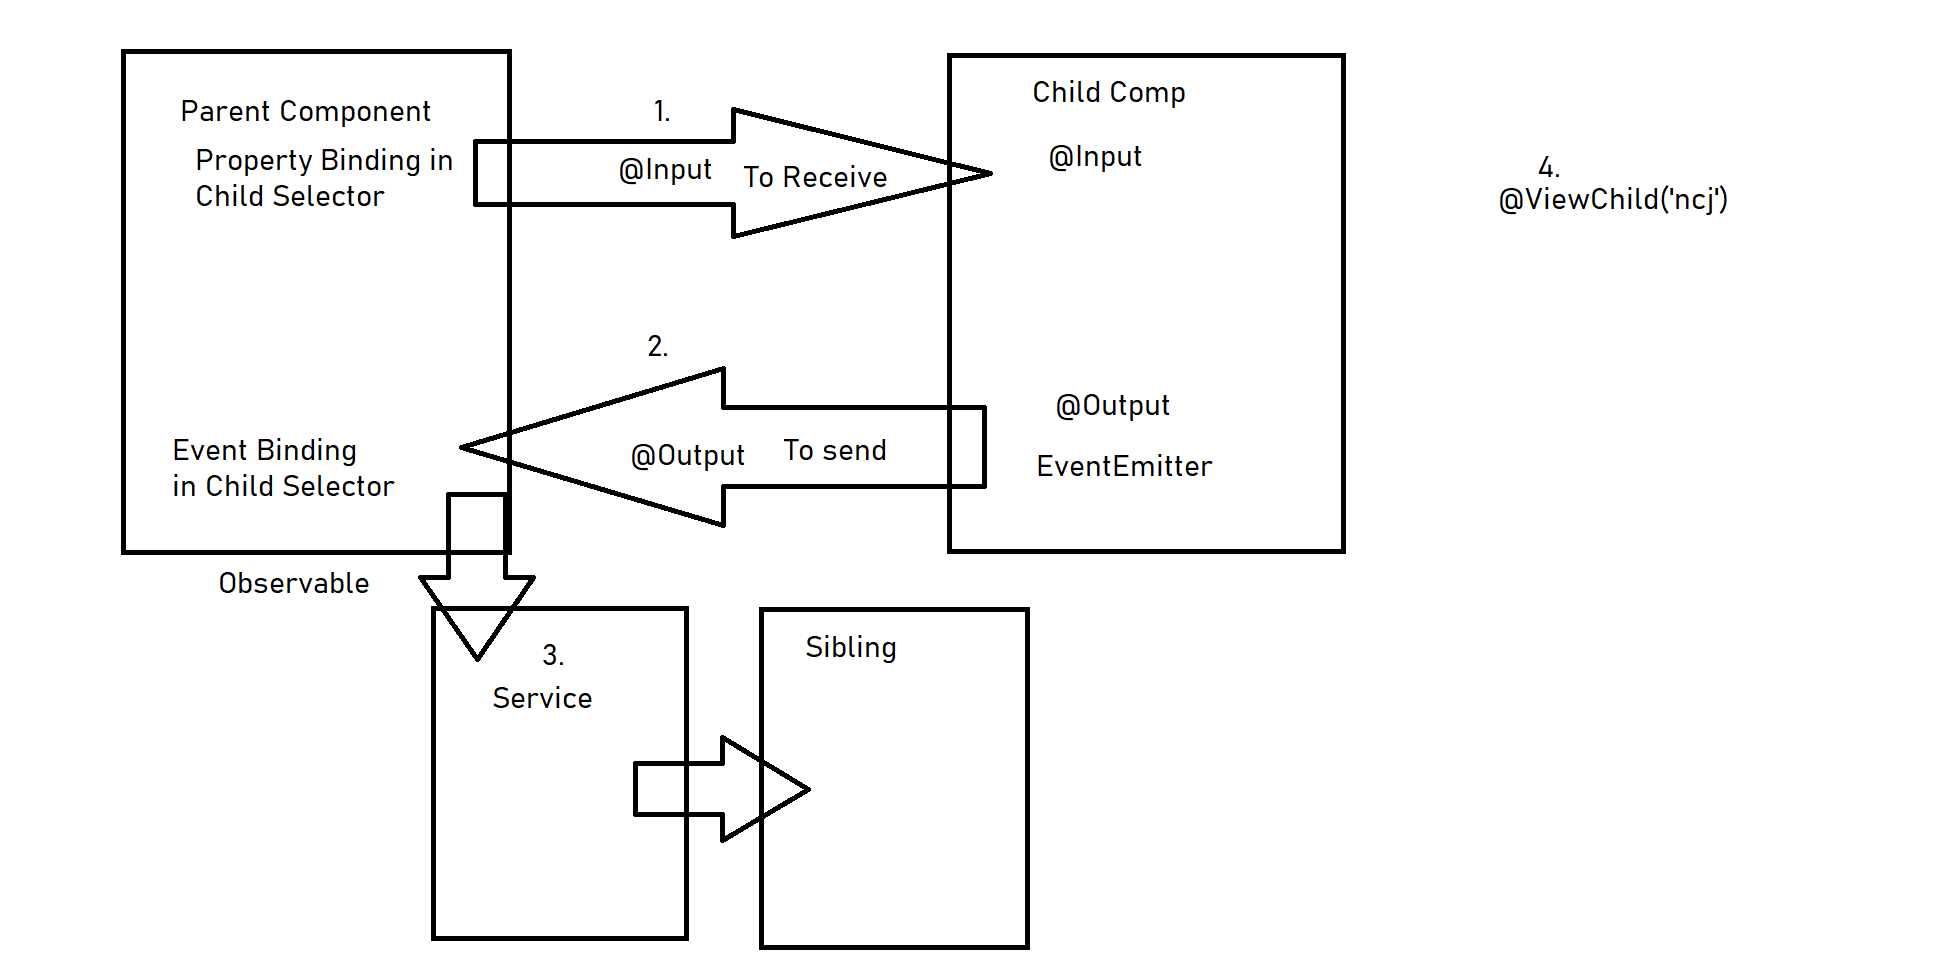 Parent Component
Property Binding in
Child Selector
1.
@Input
To Receive
Child Comp
@Input
4.
@ViewChild('ncj')
2.
@Output
To send
@Output
EventEmitter
Event Binding
in Child Selector
Observable
3.
Service
Sibling